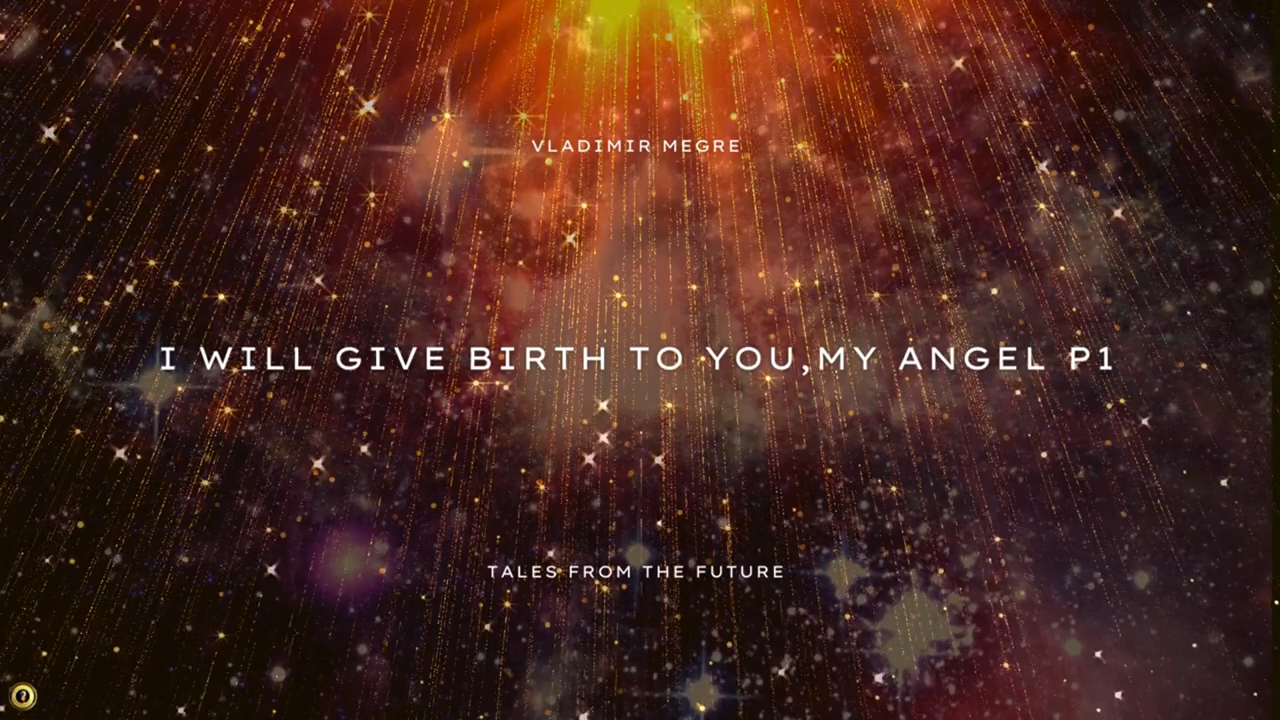 VLADIMIR MEGRE
I WILL GIVE BIRTH TO YOU,MY ANGEL P1
TALES FROM THE FUTURE